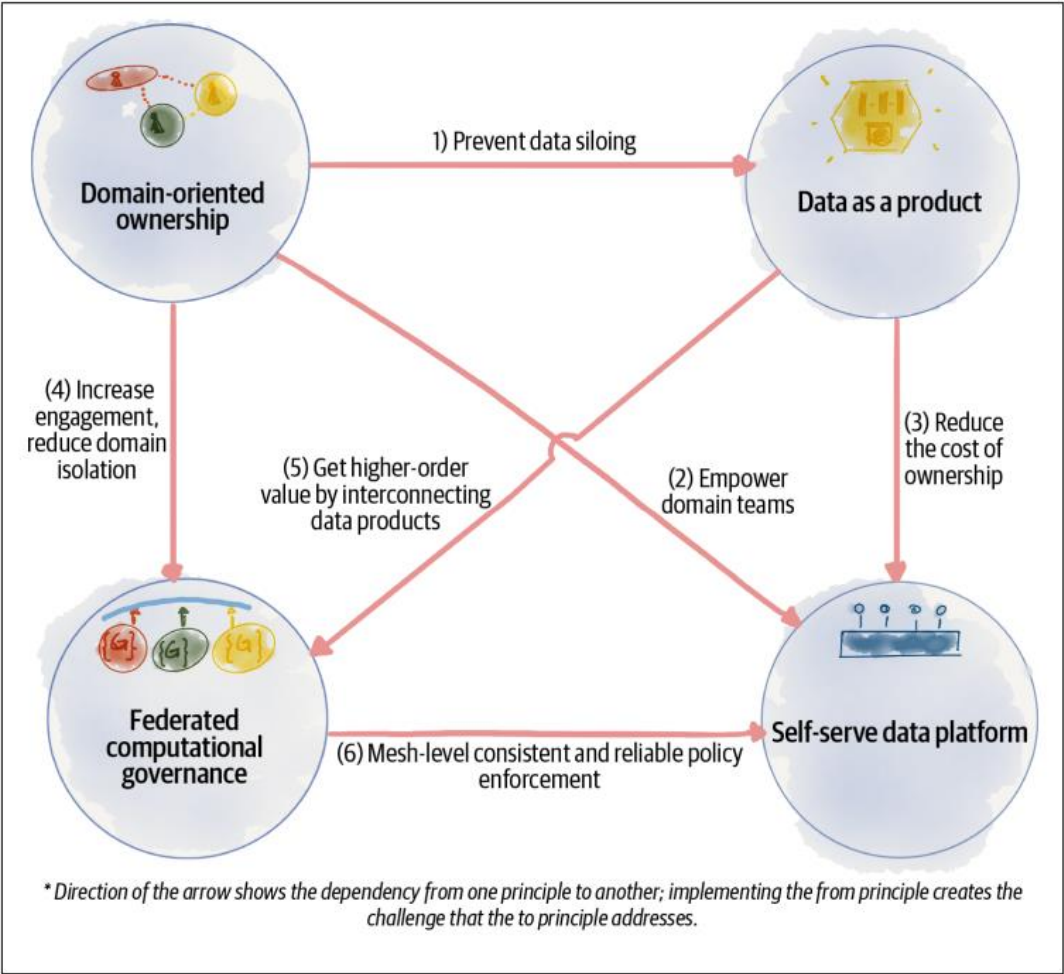 Domain-oriented
ownership
1) Prevent data siloing
Data as a product
(4) Increase
engagement,
reduce domain
isolation
(5) Get higher-order
value by interconnecting
data products
(2) Empower
domain teams
(3) Reduce
the cost of
ownership
{G} {G} {G}
Federated
computational
governance
(6) Mesh-level consistent and reliable policy
enforcement
Self-serve data platform
* Direction of the arrow shows the dependency from one principle to another; implementing the from principle creates the
challenge that the to principle addresses.